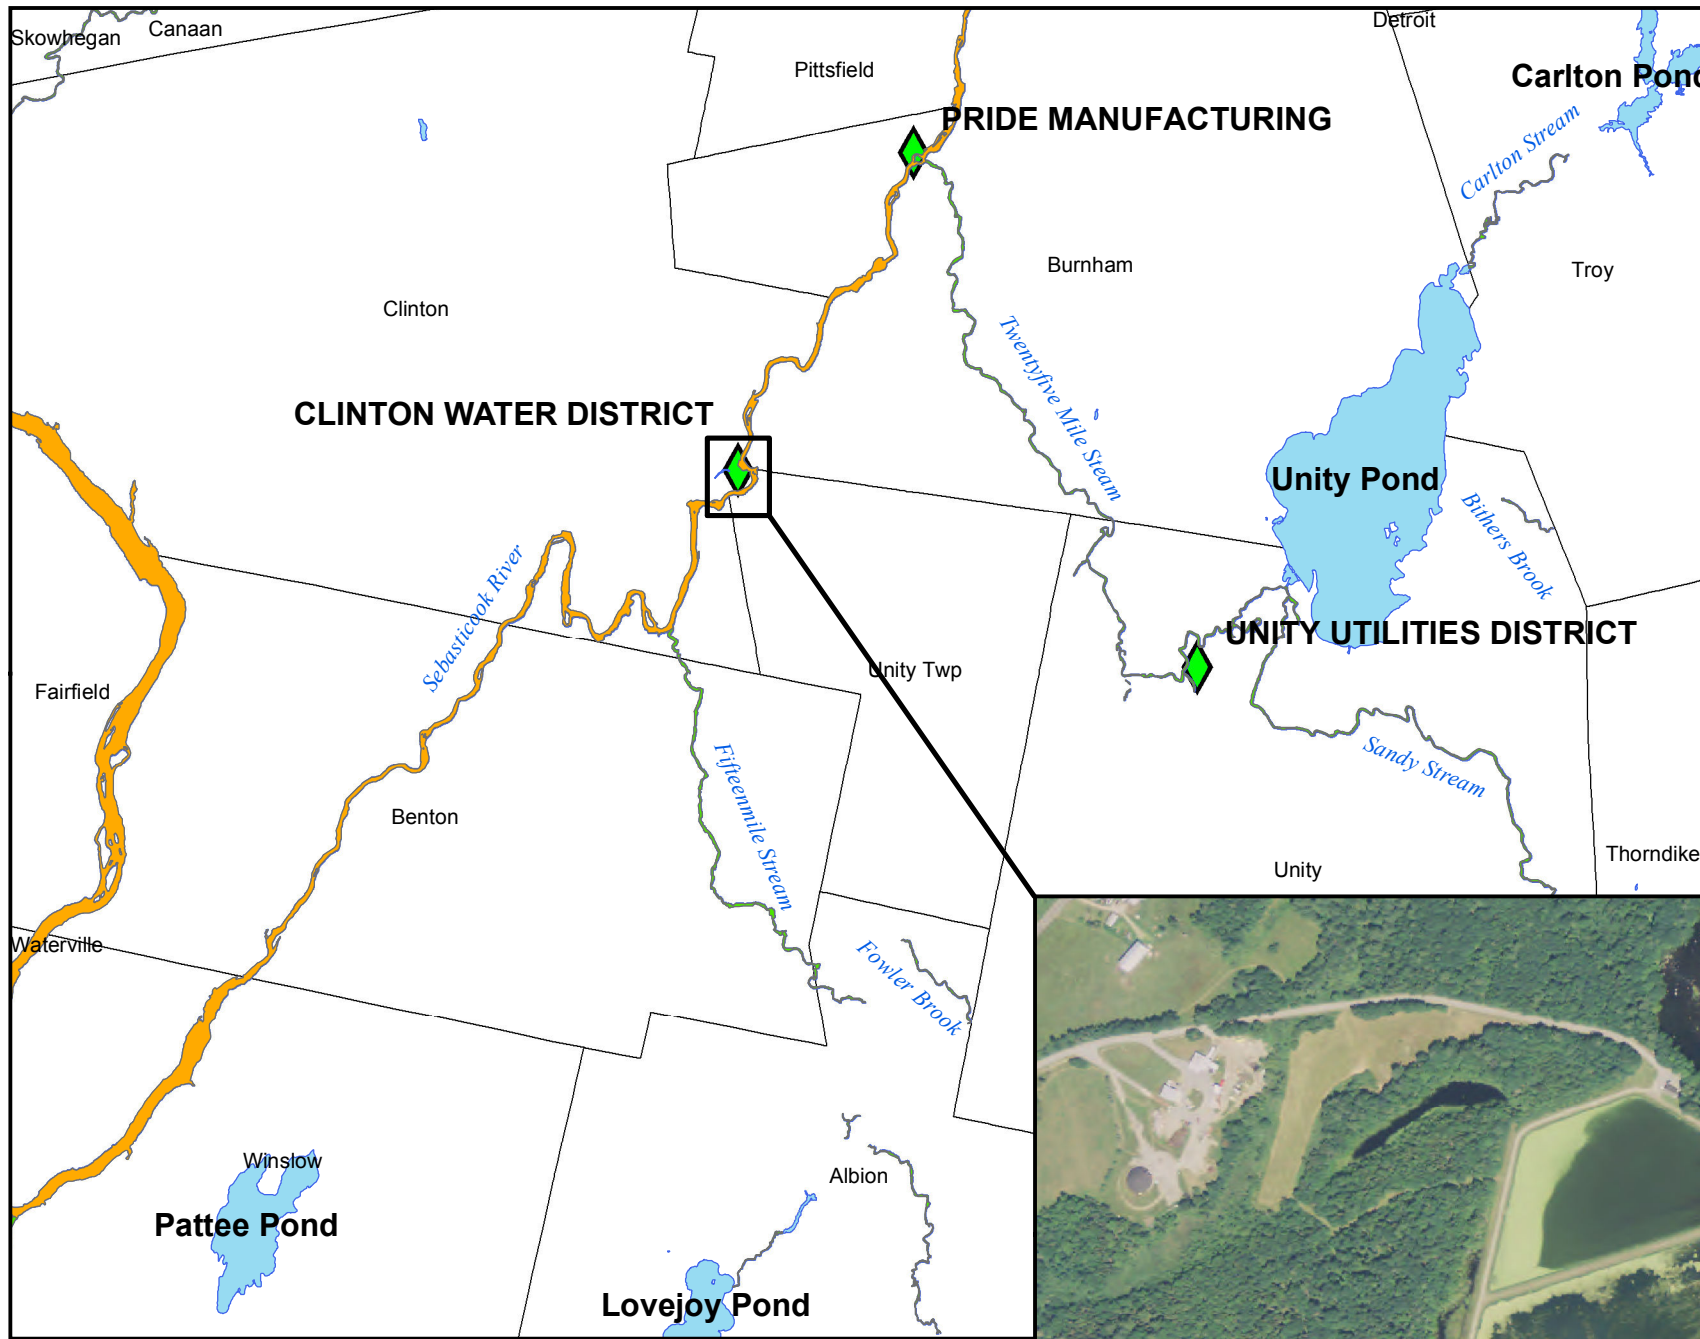 Skowhegan
Canaan
Detroit
Pittsfield
Carlton Pond
PRIDE MANUFACTURING
Carlton Stream
Burnham
Troy
Clinton
Twentyfive Mile Steam
CLINTON WATER DISTRICT
Unity Pond
Bithers Brook
Sebasticook River
UNITY UTILITIES DISTRICT
Unity Twp
Fairfield
Sandy Stream
Fifteenmile Stream
Benton
Thorndike
Unity
Waterville
Fowler Brook
Winslow
Albion
Pattee Pond
Lovejoy Pond